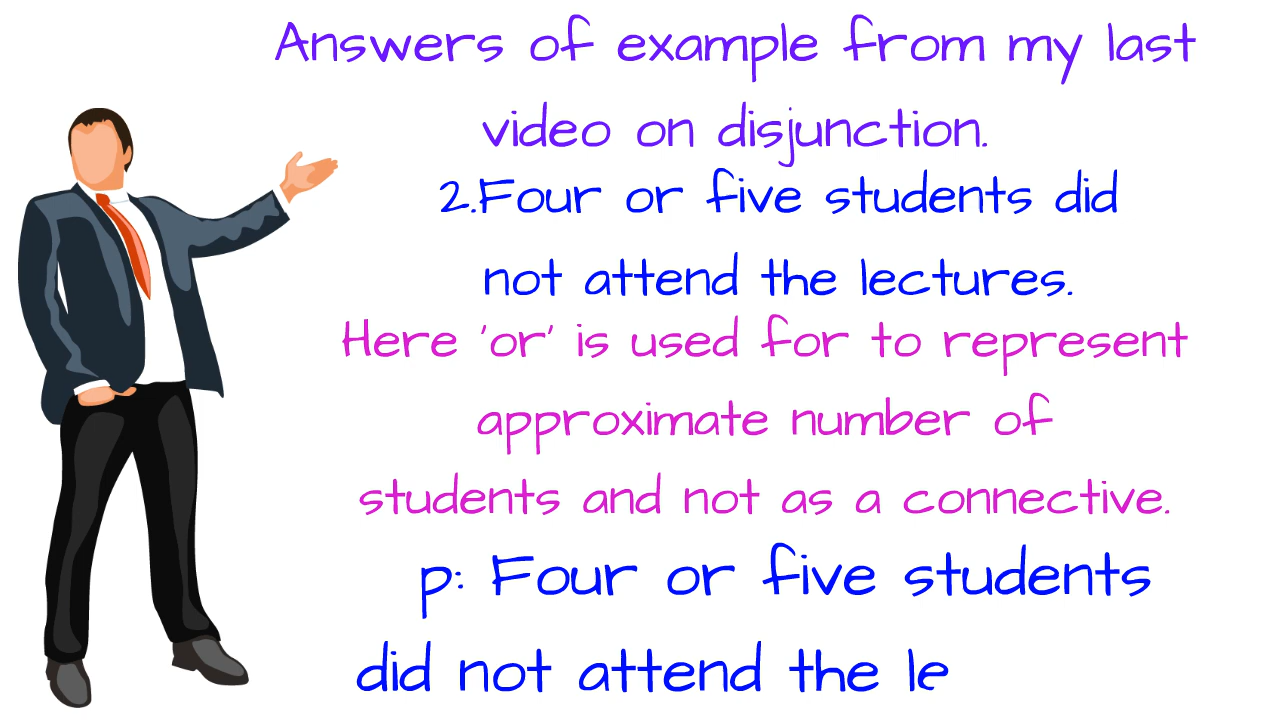 Answers of example from my last
video on disjunction.
2.Four or five students did
not attend the lectures.
Here 'or' is used for to represent
approximate number of
students and not as a connective.
p: Four or five students
did not attend the le